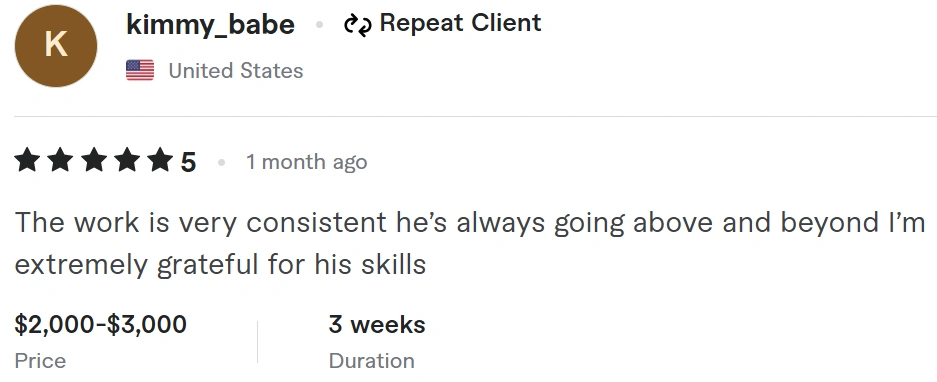 K
kimmy_babe • Repeat Client
United States
5 • 1 month ago
The work is very consistent he’s always going above and beyond I’m
extremely grateful for his skills
$2,000-$3,000 3 weeks
Price Duration